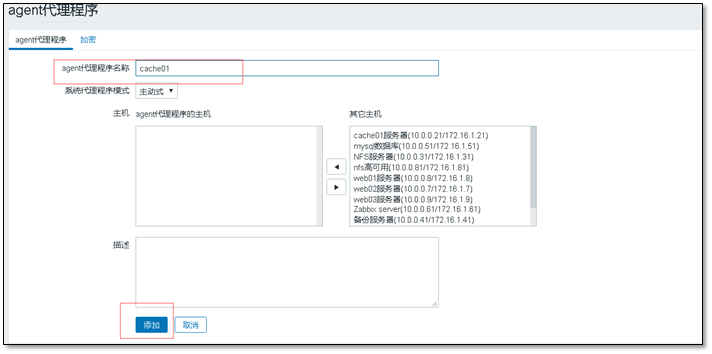 agent代理程序
agent代理程序 加密
agent代理程序名称 cache01
系统代理程序模式 主动式
主机 agent代理程序的主机 其它主机
cache01服务器(10.0.0.21/172.16.1.21)
mysql数据库(10.0.0.51/172.16.1.51)
NFS服务器(10.0.0.31/172.16.1.31)
nfs高可用(10.0.0.81/172.16.1.81)
web01服务器(10.0.0.8/172.16.1.8)
web02服务器(10.0.0.7/172.16.1.7)
web03服务器(10.0.0.9/172.16.1.9)
Zabbix server(10.0.0.61/172.16.1.61)
备份服务器(10.0.0.41/172.16.1.41)
描述
添加 取消